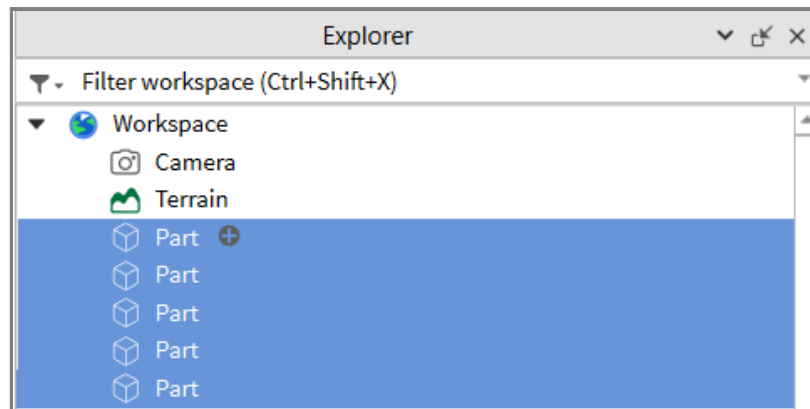 Explorer
Filter workspace (Ctrl+Shift+X)
Workspace
Camera
Terrain
Part
Part
Part
Part
Part